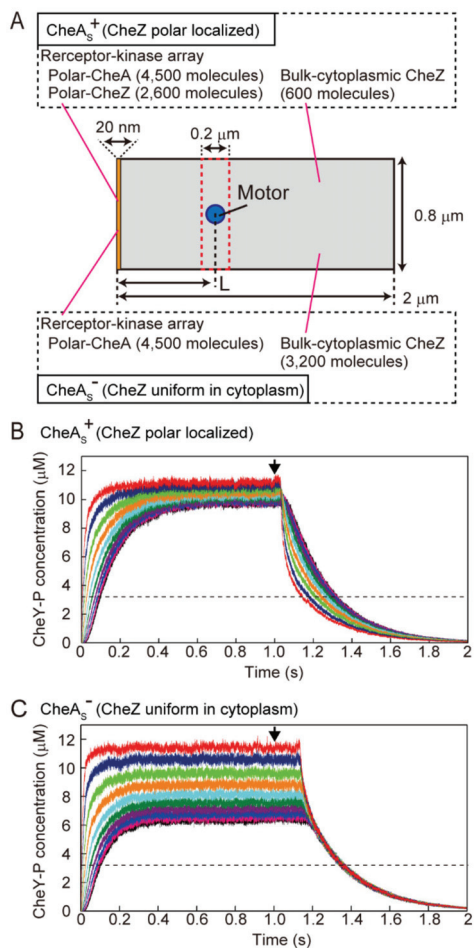 A
CheAs+ (CheZ polar localized)
Rerceptor-kinase array
Polar-CheA (4,500 molecules)
Polar-CheZ (2,600 molecules)
Bulk-cytoplasmic CheZ
(600 molecules)
20 nm
0.2 μm
Motor
0.8 μm
L
2 μm
Rerceptor-kinase array
Polar-CheA (4,500 molecules)
Bulk-cytoplasmic CheZ
(3,200 molecules)
CheAs- (CheZ uniform in cytoplasm)
B CheAs+ (CheZ polar localized)
CheY-P concentration (μM)
12
10
8
6
4
2
0
0 0.2 0.4 0.6 0.8 1.0 1.2 1.4 1.6 1.8 2
Time (s)
C CheAs- (CheZ uniform in cytoplasm)
CheY-P concentration (μM)
14
12
10
8
6
4
2
0
0 0.2 0.4 0.6 0.8 1.0 1.2 1.4 1.6 1.8 2
Time (s)